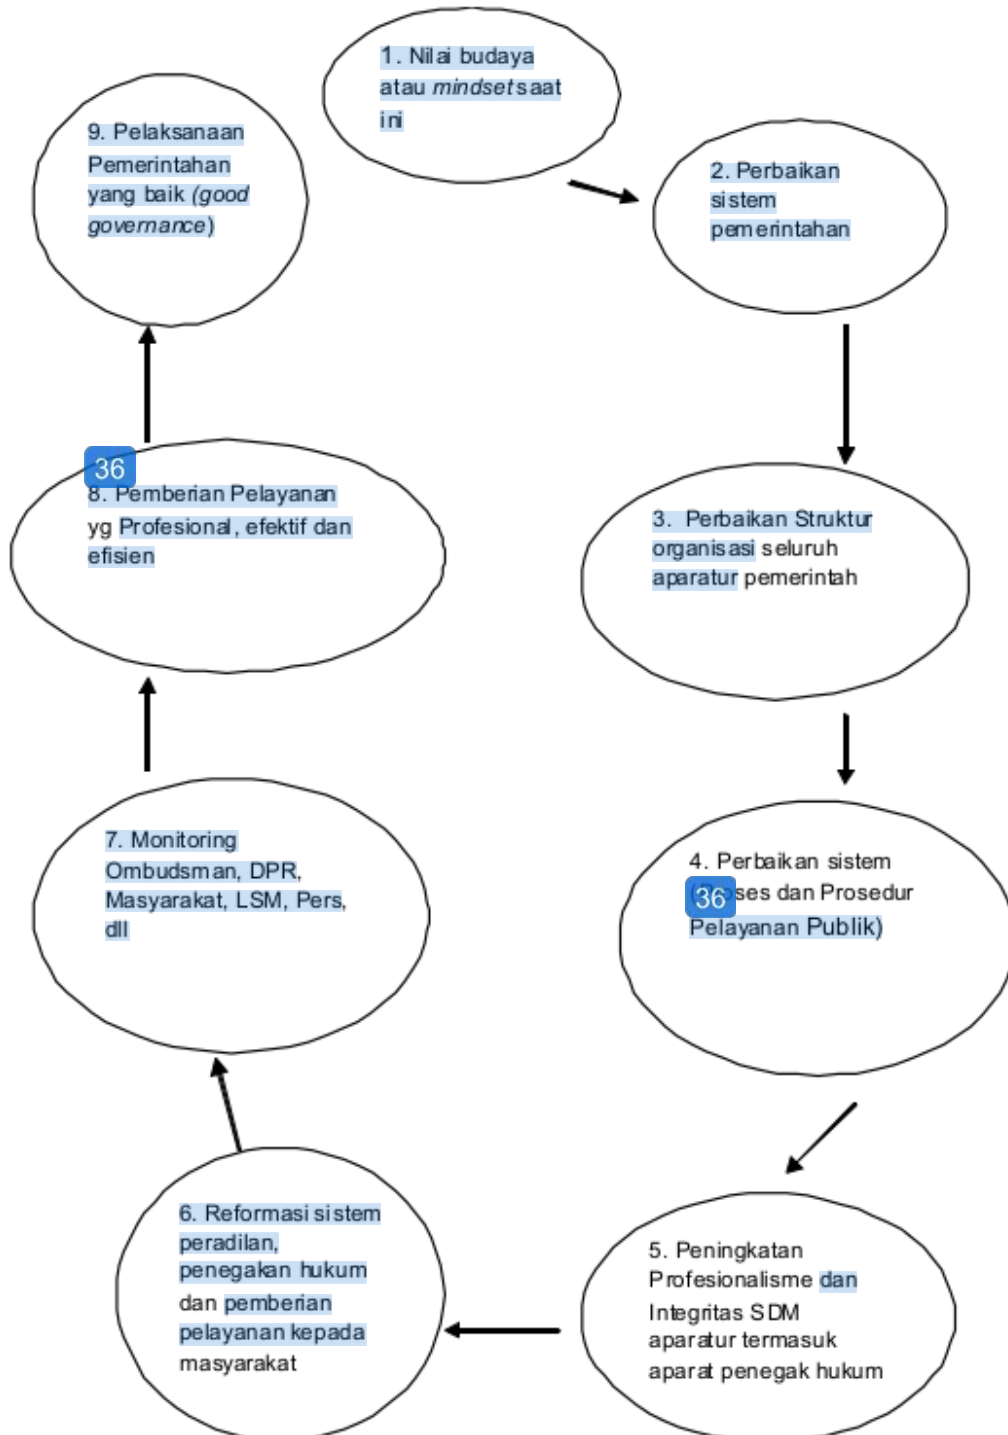 1. Nilai budaya
atau mindset saat
ini
2. Perbaikan
sistem
pemerintahan
3. Perbaikan Struktur
organisasi seluruh
aparatur pemerintah
4. Perbaikan sistem
36 ses dan Prosedur
Pelayanan Publik)
5. Peningkatan
Profesionalisme dan
Integritas SDM
aparatur termasuk
aparat penegak hukum
6. Reformasi sistem
peradilan,
penegakan hukum
dan pemberian
pelayanan kepada
masyarakat
7. Monitoring
Ombudsman, DPR,
Masyarakat, LSM, Pers,
dll
36
8. Pemberian Pelayanan
yg Profesional, efektif dan
efisien
9. Pelaksanaan
Pemerintahan
yang baik (good
governance)